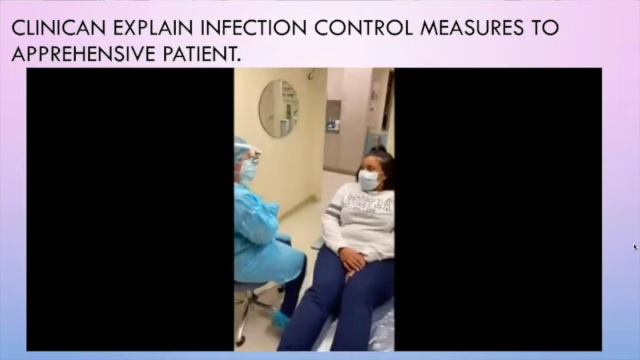 CLINICAN EXPLAIN INFECTION CONTROL MEASURES TO
APPREHENSIVE PATIENT.